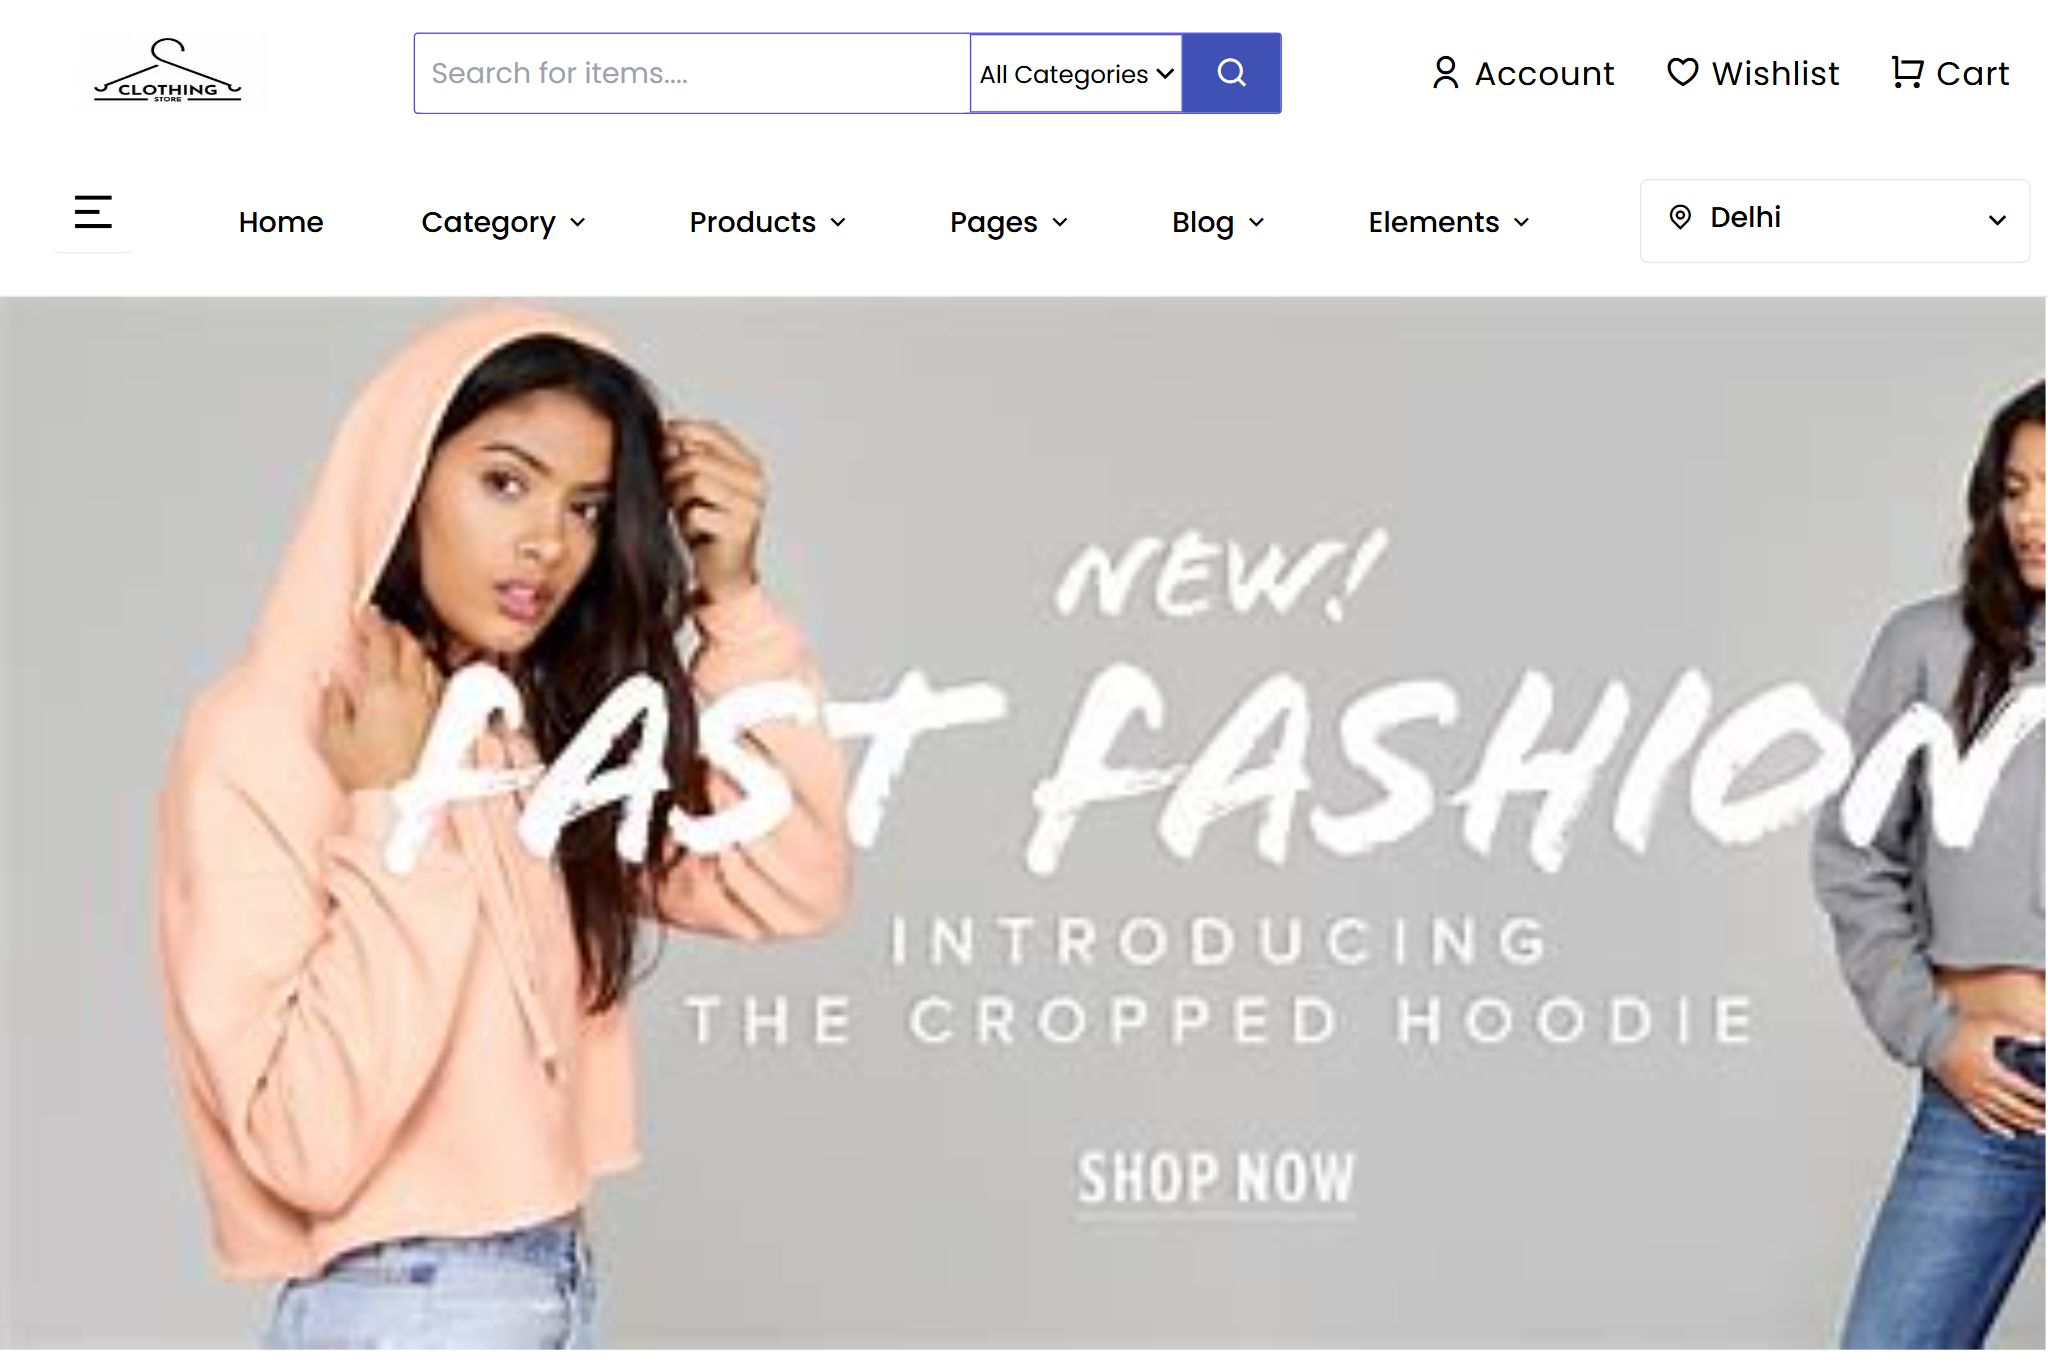 CLOTHING
STORE
Search for items....
All Categories
Account
Wishlist
Cart
Home
Category
Products
Pages
Blog
Elements
Delhi
NEW!
FAST FASHION
INTRODUCING
THE CROPPED HOODIE
SHOP NOW